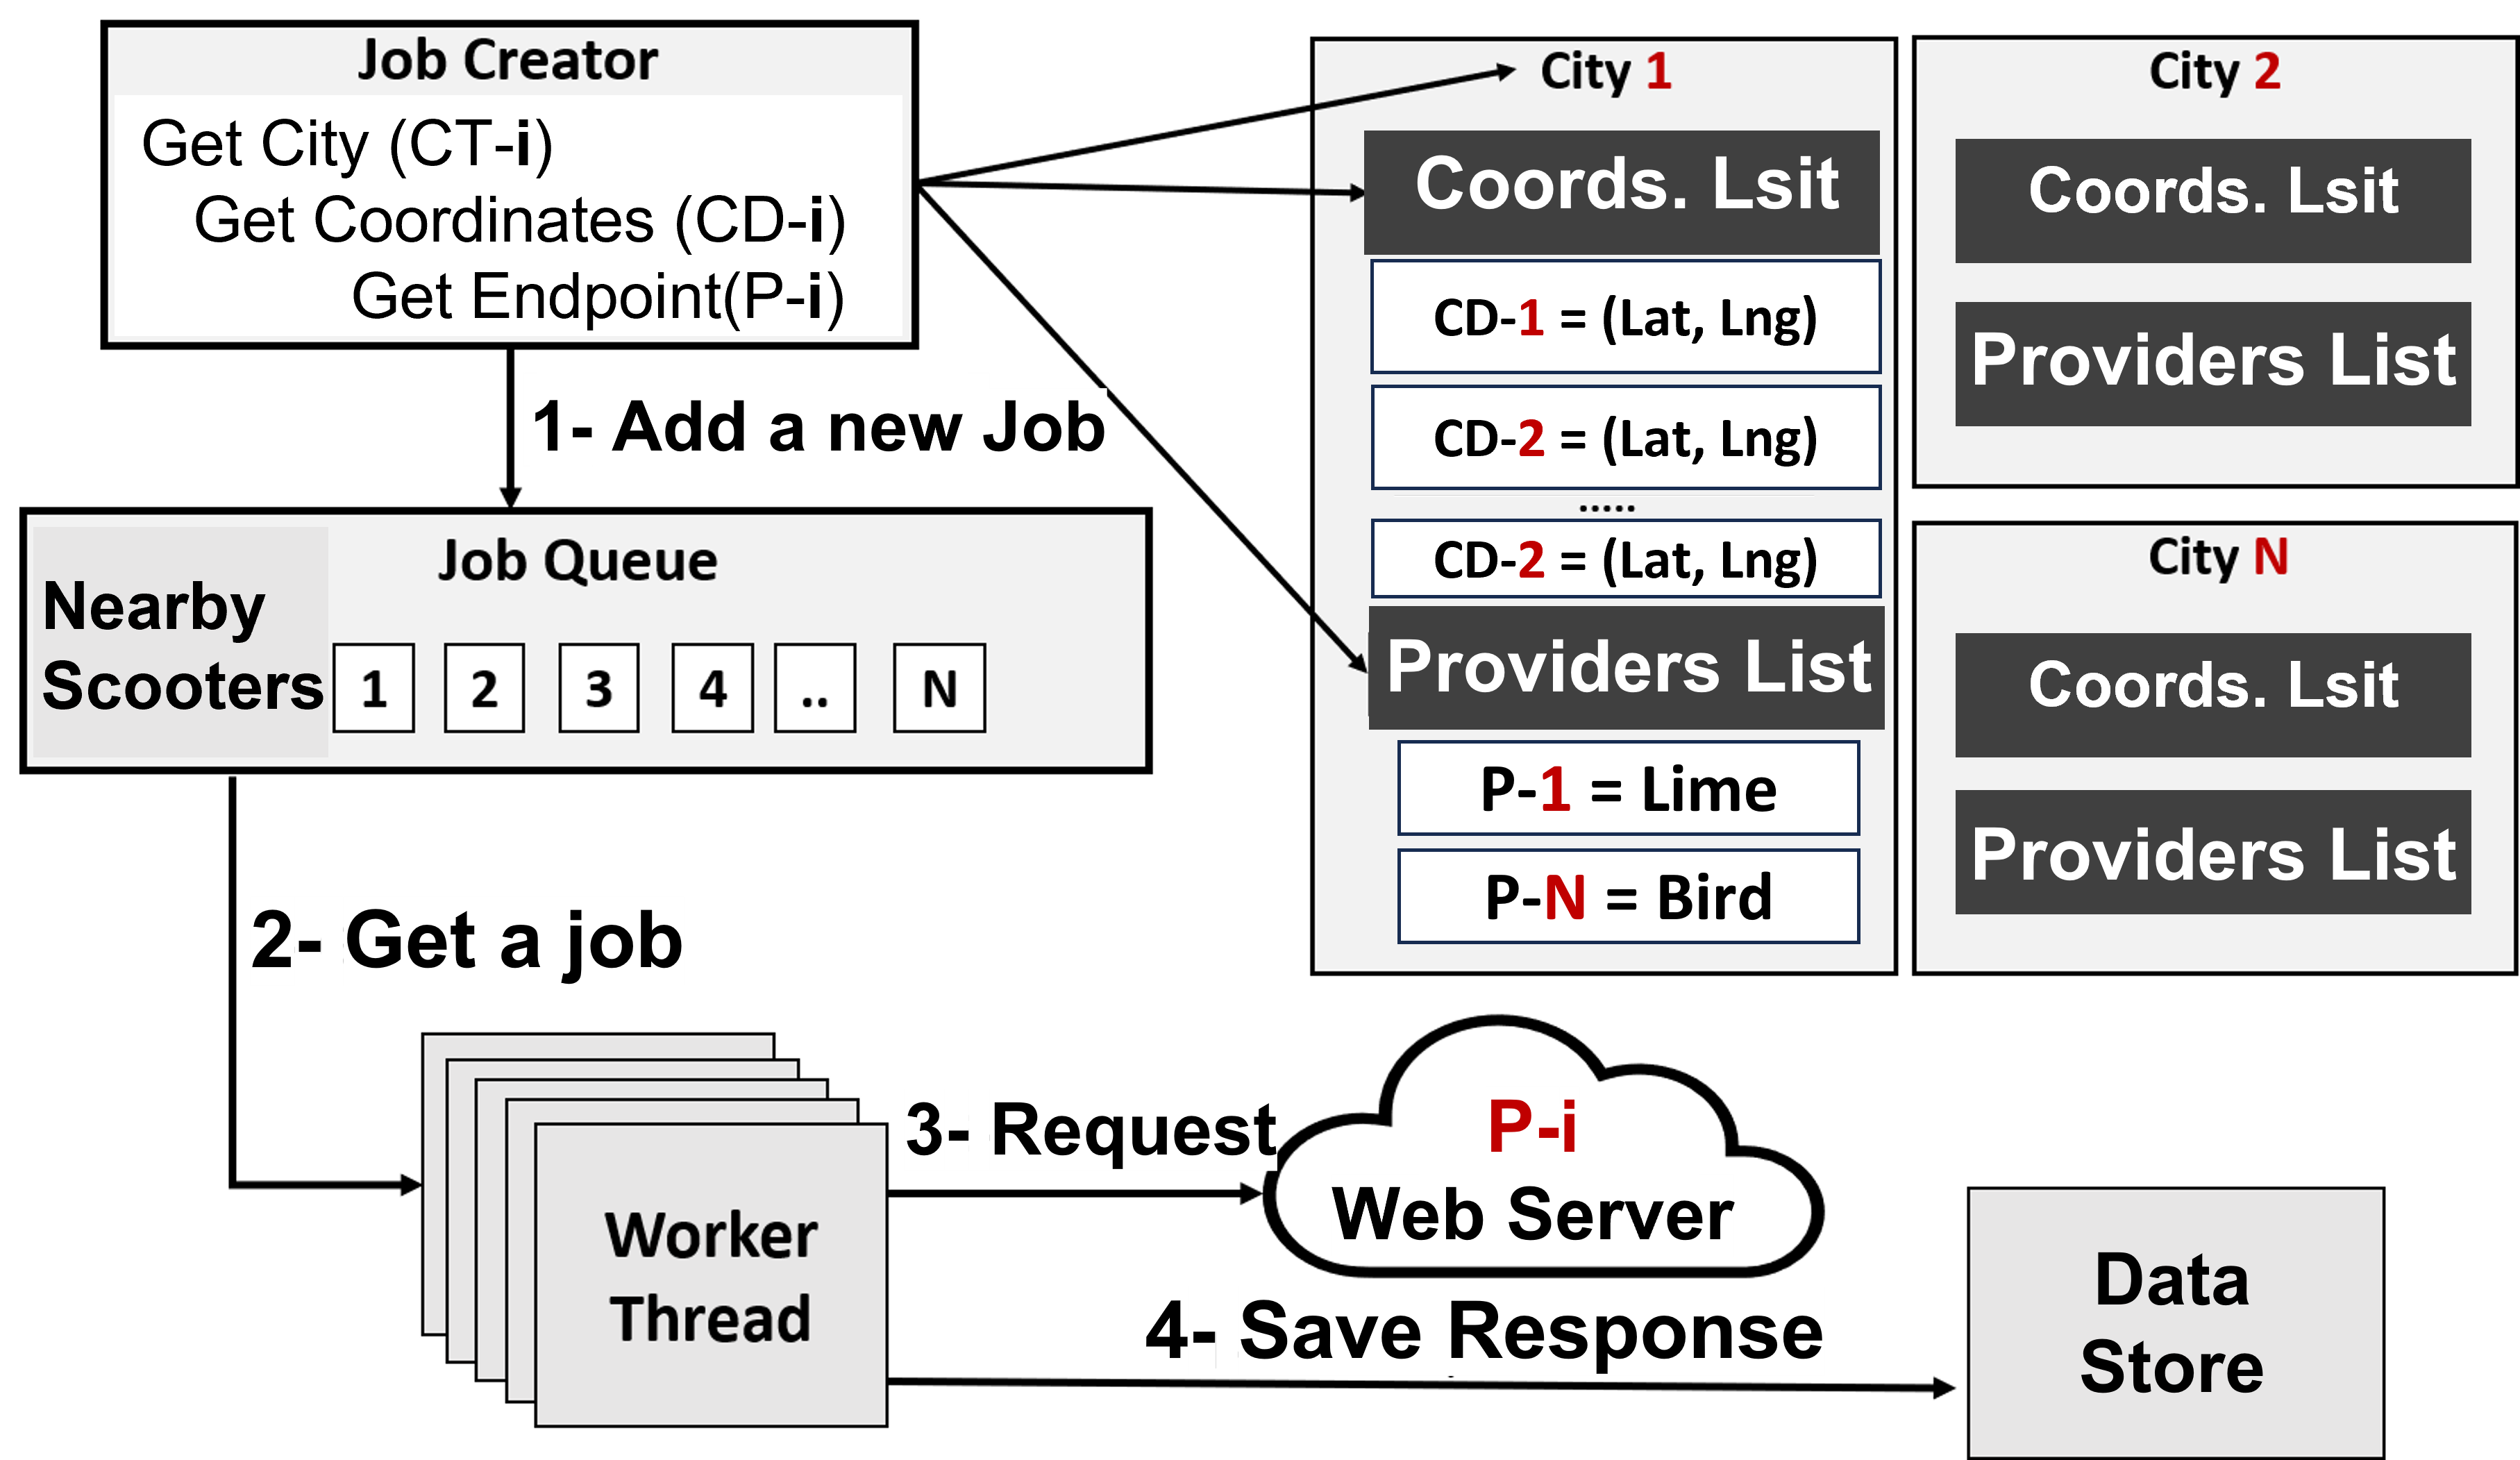 Job Creator
Get City (CT-i)
Get Coordinates (CD-i)
Get Endpoint(P-i)
1- Add a new Job
Job Queue
Nearby
Scooters
1 2 3 4 .. N
2- Get a job
Worker
Thread
3- Request
P-i
Web Server
4- Save Response
Data
Store
City 1
Coords. Lsit
CD-1 = (Lat, Lng)
CD-2 = (Lat, Lng)
.....
CD-2 = (Lat, Lng)
Providers List
P-1 = Lime
P-N = Bird
City 2
Coords. Lsit
Providers List
City N
Coords. Lsit
Providers List